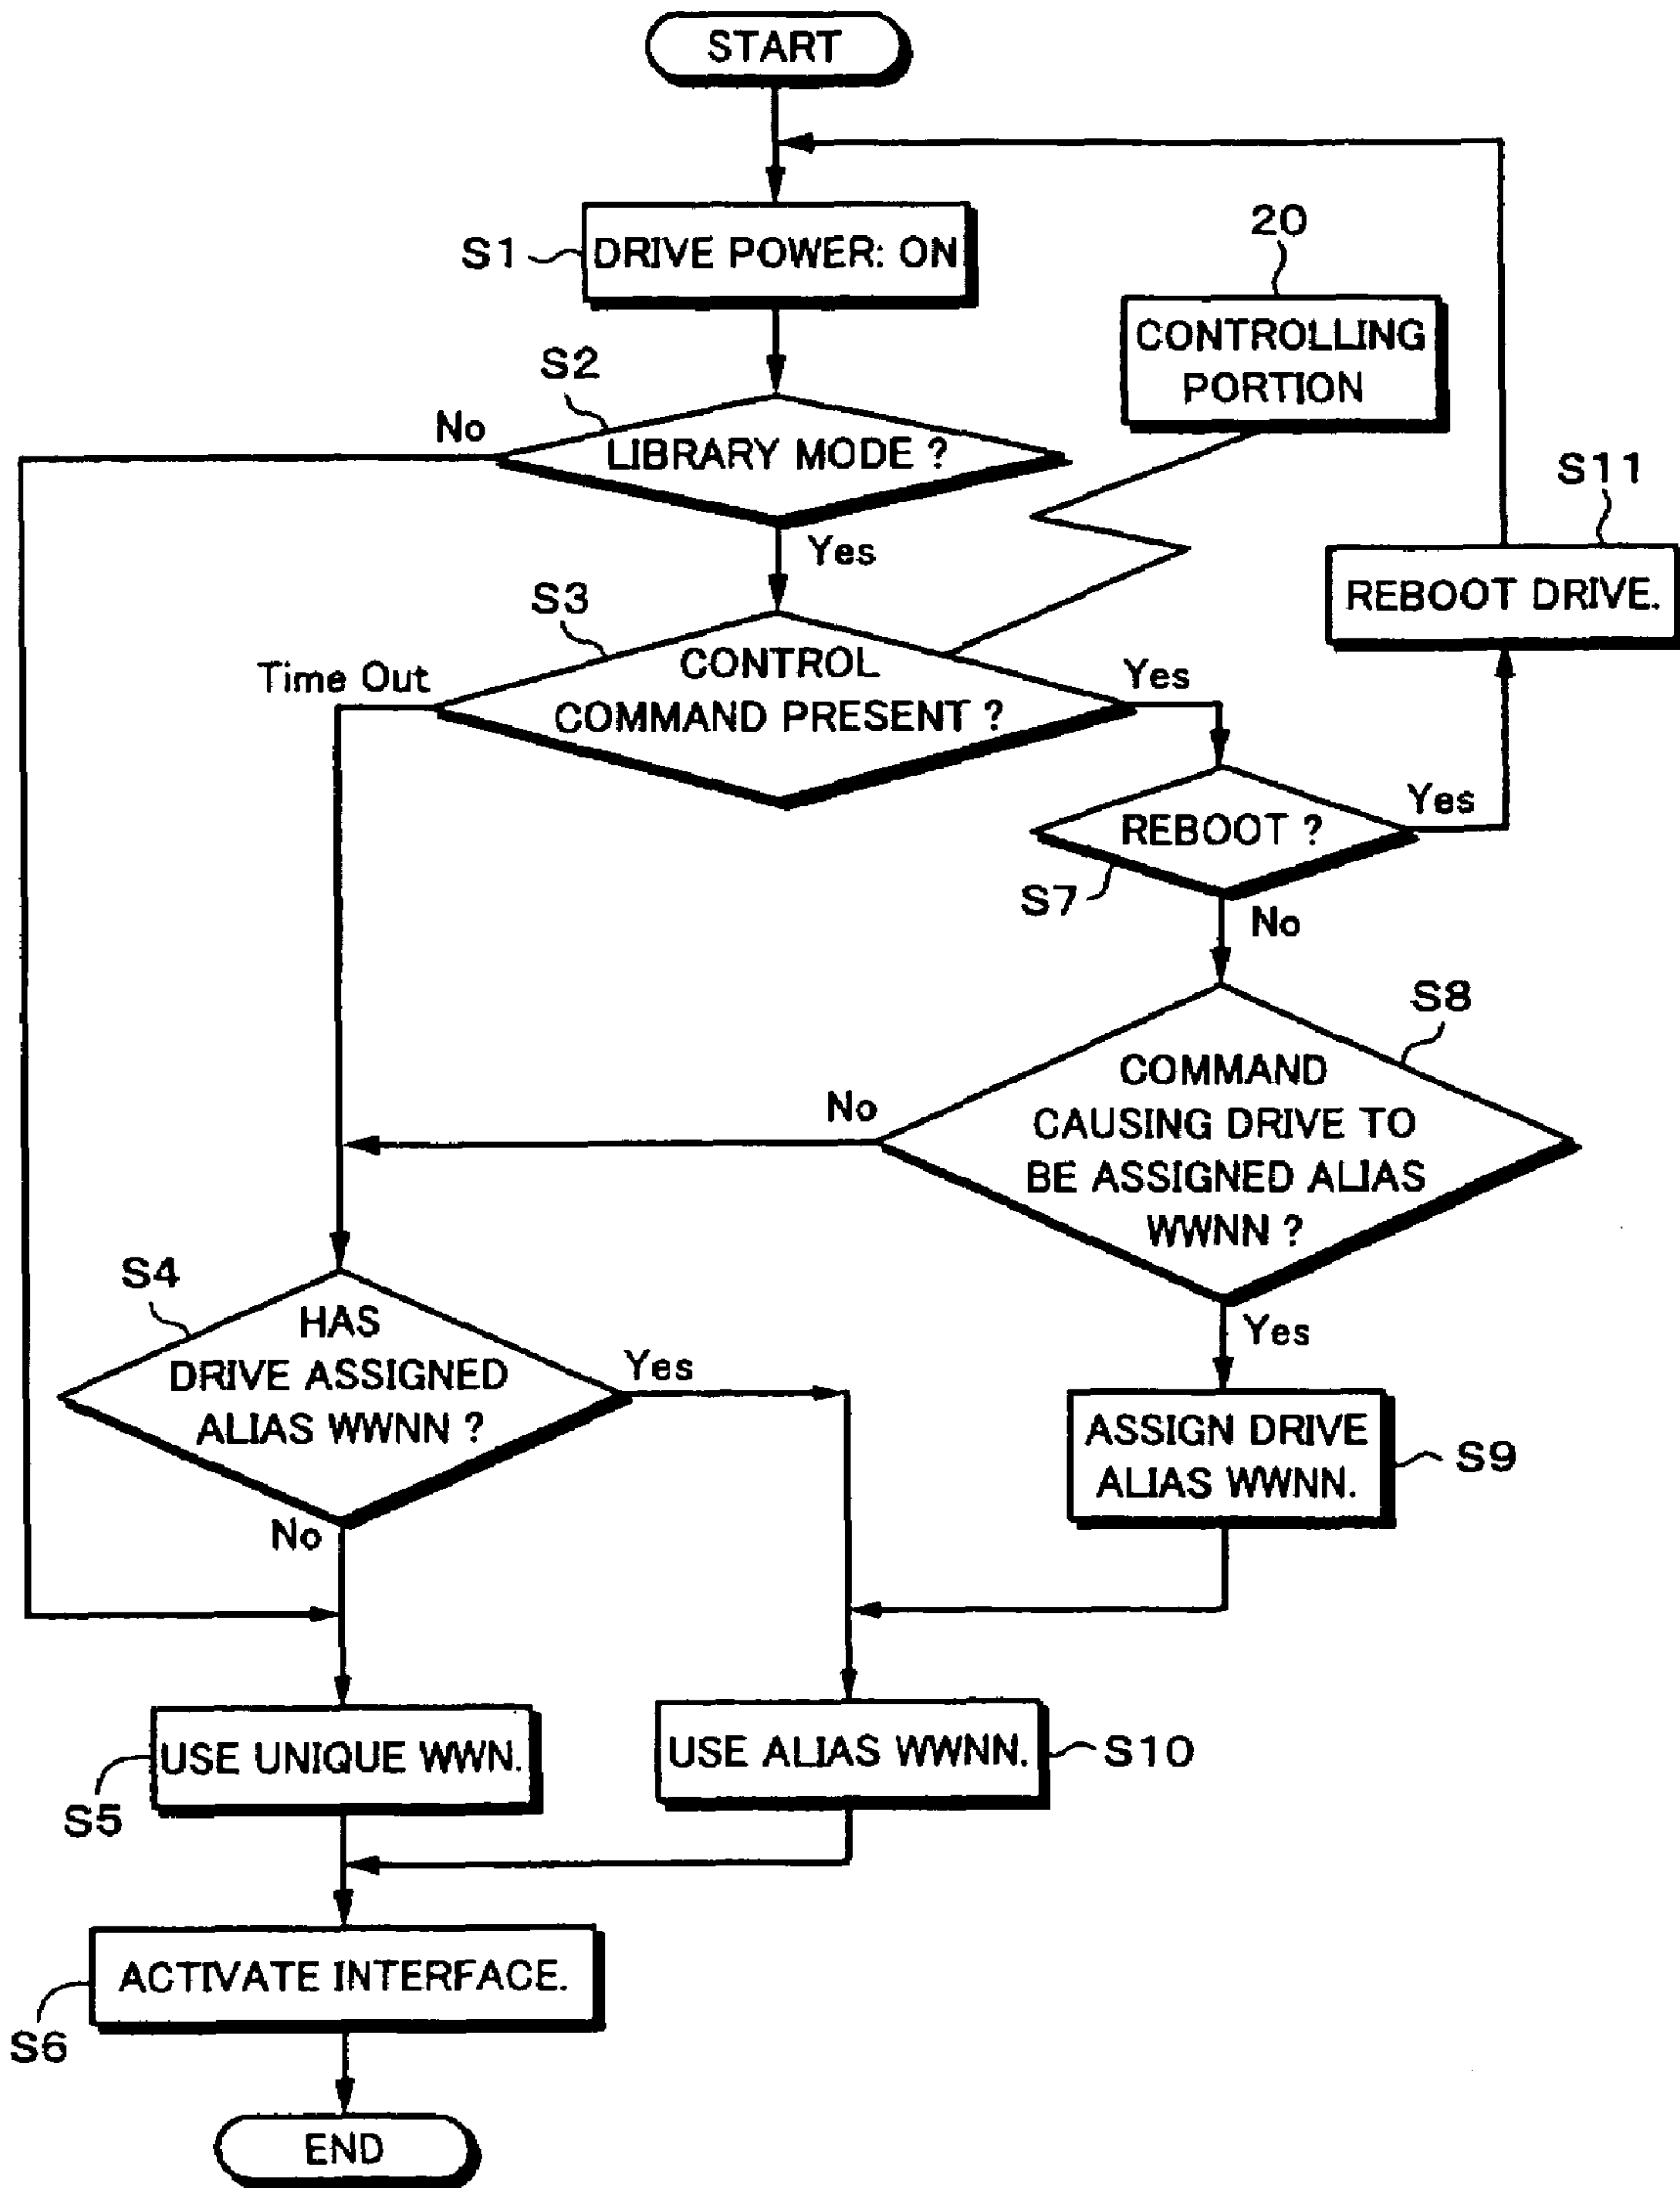 START
S1
DRIVE POWER: ON
20
CONTROLLING
PORTION
S2
No
LIBRARY MODE ?
Yes
S11
REBOOT DRIVE.
S3
Time Out
CONTROL
COMMAND PRESENT ?
Yes
REBOOT ?
Yes
S7
No
S8
COMMAND
CAUSING DRIVE TO
BE ASSIGNED ALIAS
WWNN ?
No
Yes
S4
HAS
DRIVE ASSIGNED
ALIAS WWNN ?
Yes
No
ASSIGN DRIVE
ALIAS WWNN.
S9
USE UNIQUE WWN.
S5
USE ALIAS WWNN.
S10
ACTIVATE INTERFACE.
S6
END